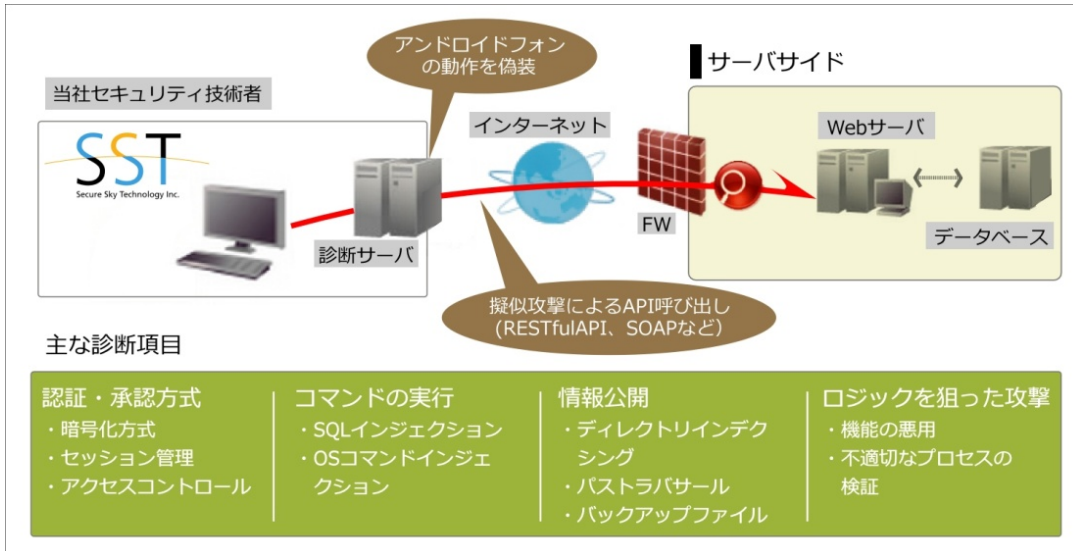 アンドロイドフォン
の動作を偽装
サーバサイド
当社セキュリティ技術者
SST
Secure Sky Technology Inc.
インターネット
Webサーバ
FW
診断サーバ
データベース
擬似攻撃によるAPI呼び出し
(RESTfulAPI、SOAPなど)
主な診断項目
認証・承認方式
・暗号化方式
・セッション管理
・アクセスコントロール
コマンドの実行
・SQLインジェクション
・OSコマンドインジェ
クション
情報公開
・ディレクトリインデク
シング
・バストラバサール
・バックアップファイル
ロジックを狙った攻撃
・機能の悪用
・不適切なプロセスの
検証